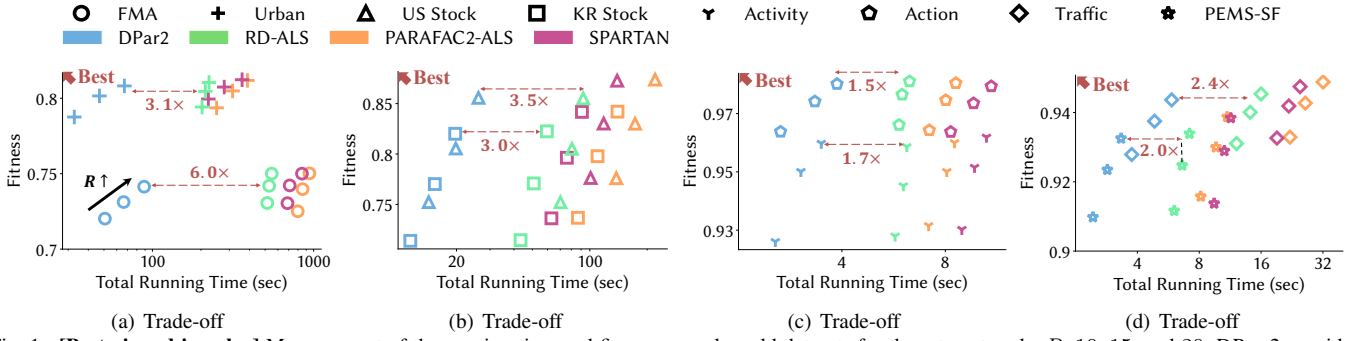 FMA Urban US Stock KR Stock Activity Action Traffic PEMS-SF
DPar2 RD-ALS PARAFAC2-ALS SPARTAN
Best
0.8
0.75
0.7
Fitness
3.1×
6.0×
R ↑
100 1000
Total Running Time (sec)
(a) Trade-off
Best
0.85
0.8
0.75
Fitness
3.5×
3.0×
20 100
Total Running Time (sec)
(b) Trade-off
Best
0.97
0.95
0.93
Fitness
1.5×
1.7×
4 8
Total Running Time (sec)
(c) Trade-off
Best
0.94
0.92
0.9
Fitness
2.4×
2.0×
4 8 16 32
Total Running Time (sec)
(d) Trade-off